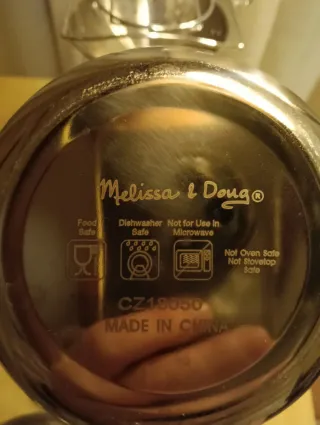 Melissa & Doug®
Food Safe
Dishwasher Safe
Not for Use in Microwave
Not Oven Safe
Not Stovetop Safe
CZ18050
MADE IN CHINA